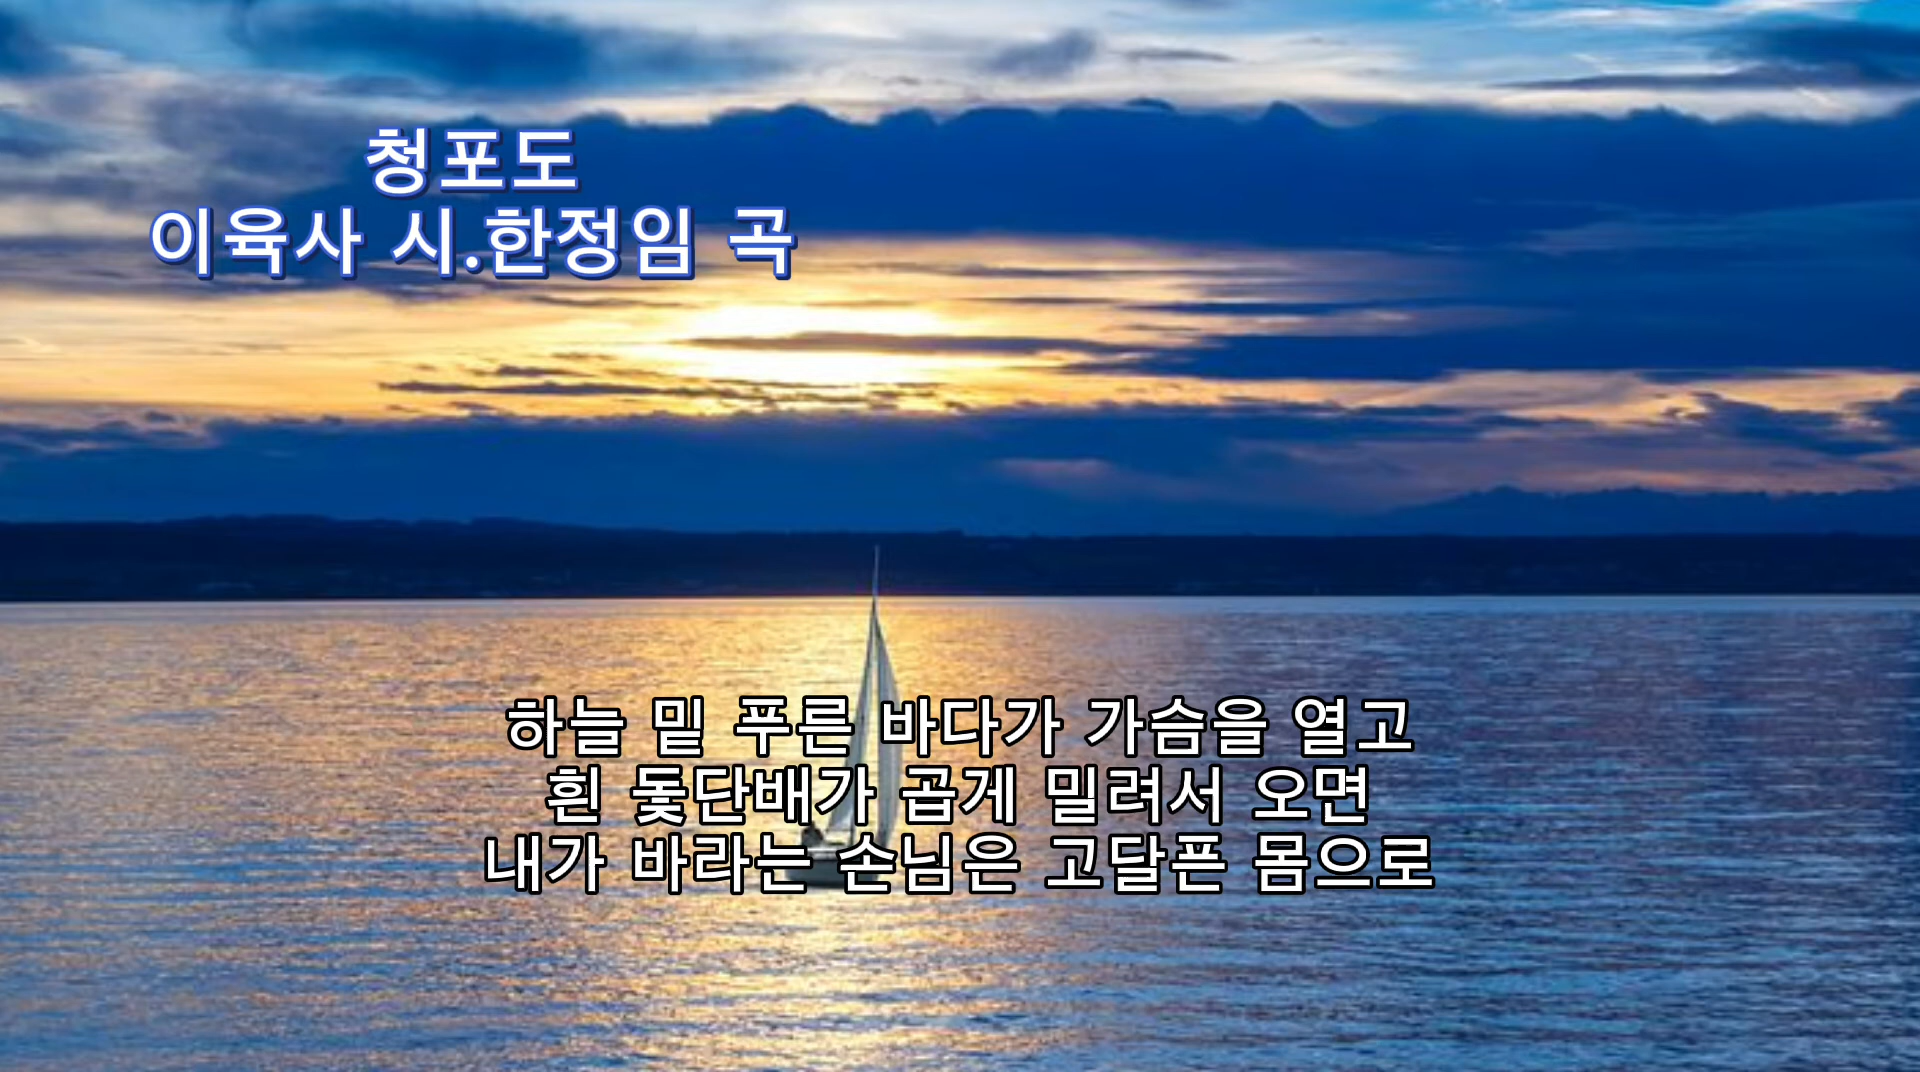 청포도
이육사 시.한정임 곡
하늘 밑 푸른 바다가 가슴을 열고
흰 돛단배가 곱게 밀려서 오면
내가 바라는 손님은 고달픈 몸으로